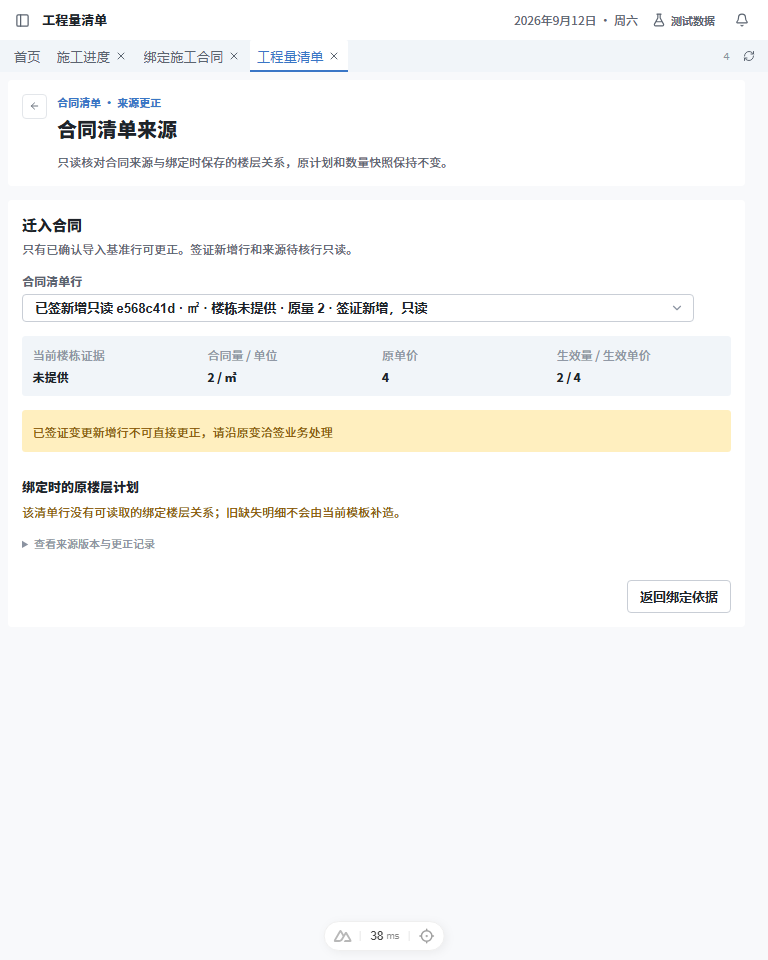 工程量清单
2026年9月12日 • 周六 测试数据
首页 施工进度 绑定施工合同 工程量清单 4
合同清单 • 来源更正
合同清单来源
只读核对合同来源与绑定时保存的楼层关系，原计划和数量快照保持不变。
迁入合同
只有已确认导入基准行可更正。签证新增行和来源待核行只读。
合同清单行
已签新增只读 e568c41d · ㎡ · 楼栋未提供 · 原量 2 · 签证新增，只读
当前楼栋证据 合同量 / 单位 原单价 生效量 / 生效单价
未提供 2 / ㎡ 4 2 / 4
已签证变更新增行不可直接更正，请沿原变洽签业务处理
绑定时的原楼层计划
该清单行没有可读取的绑定楼层关系；旧缺失明细不会由当前模板补造。
查看来源版本与更正记录
返回绑定依据
38 ms